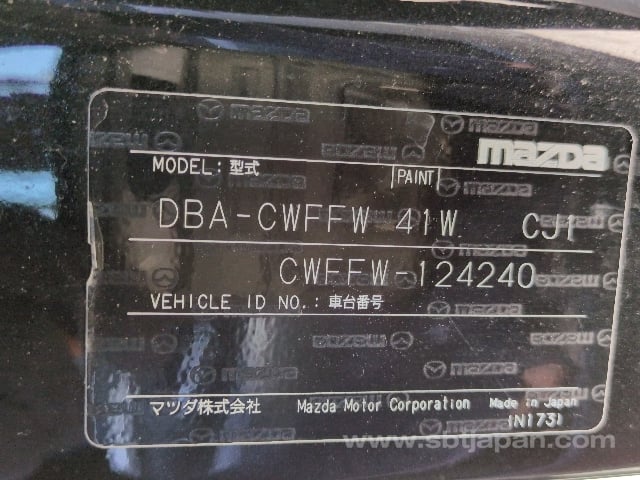 mazda
MODEL: 型式 PAINT
DBA-CWFFW 41W CJ1
CWFFW-124240
VEHICLE ID NO.: 車台番号
マツダ株式会社 Mazda Motor Corporation Made in Japan
1N1731
www.sbtjapan.com